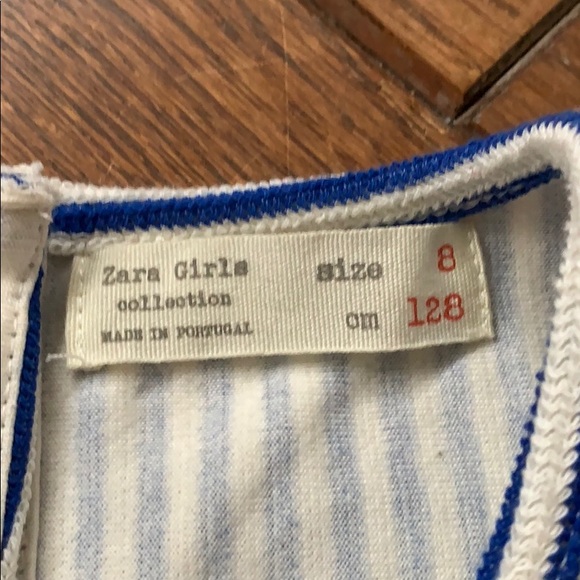 Zara Girls size 8
collection cm 128
MADE IN PORTUGAL